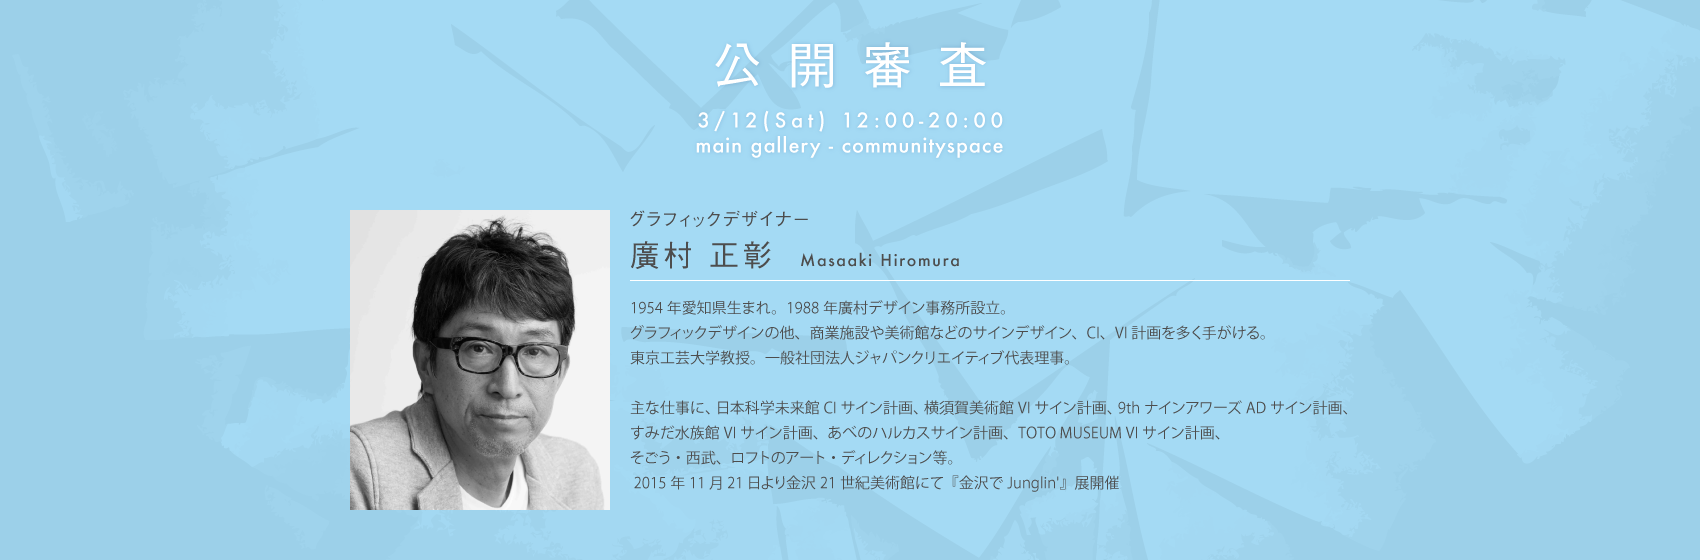 公開審査
3/12(Sat) 12:00-20:00
main gallery - communityspace
グラフィックデザイナー
廣村 正彰 Masaaki Hiromura
1954 年愛知県生まれ。1988 年廣村デザイン事務所設立。
グラフィックデザインの他、商業施設や美術館などのサインデザイン、CI、VI 計画を多く手がける。
東京工芸大学教授。一般社団法人ジャパンクリエイティブ代表理事。
主な仕事に、日本科学未来館 CI サイン計画、横須賀美術館 VI サイン計画、9th ナインアワーズ AD サイン計画、
すみだ水族館 VI サイン計画、あべのハルカスサイン計画、TOTO MUSEUM VI サイン計画、
そごう・西武、ロフトのアート・ディレクション等。
2015 年 11 月 21 日より金沢 21 世紀美術館にて『金沢で Junglin'』展開催